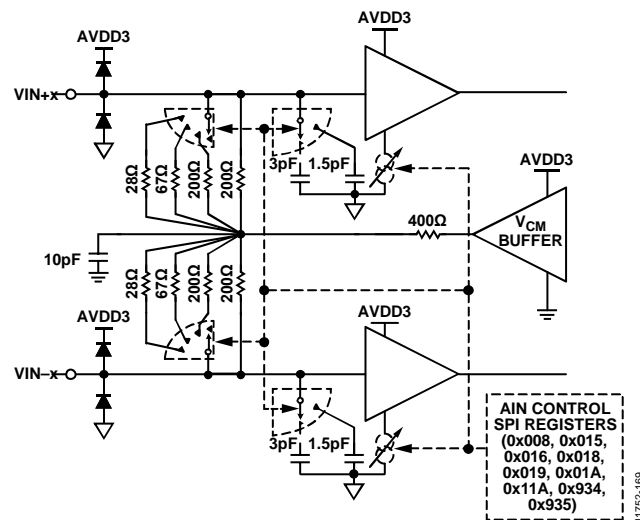 AVDD3
AVDD3
VIN+x
28Ω
67Ω
200Ω
200Ω
3pF
1.5pF
AVDD3
VCM
BUFFER
400Ω
10pF
28Ω
67Ω
200Ω
200Ω
AVDD3
AVDD3
VIN−x
3pF
1.5pF
AIN CONTROL
SPI REGISTERS
(0x008, 0x015,
0x016, 0x018,
0x019, 0x01A,
0x11A, 0x934,
0x935)